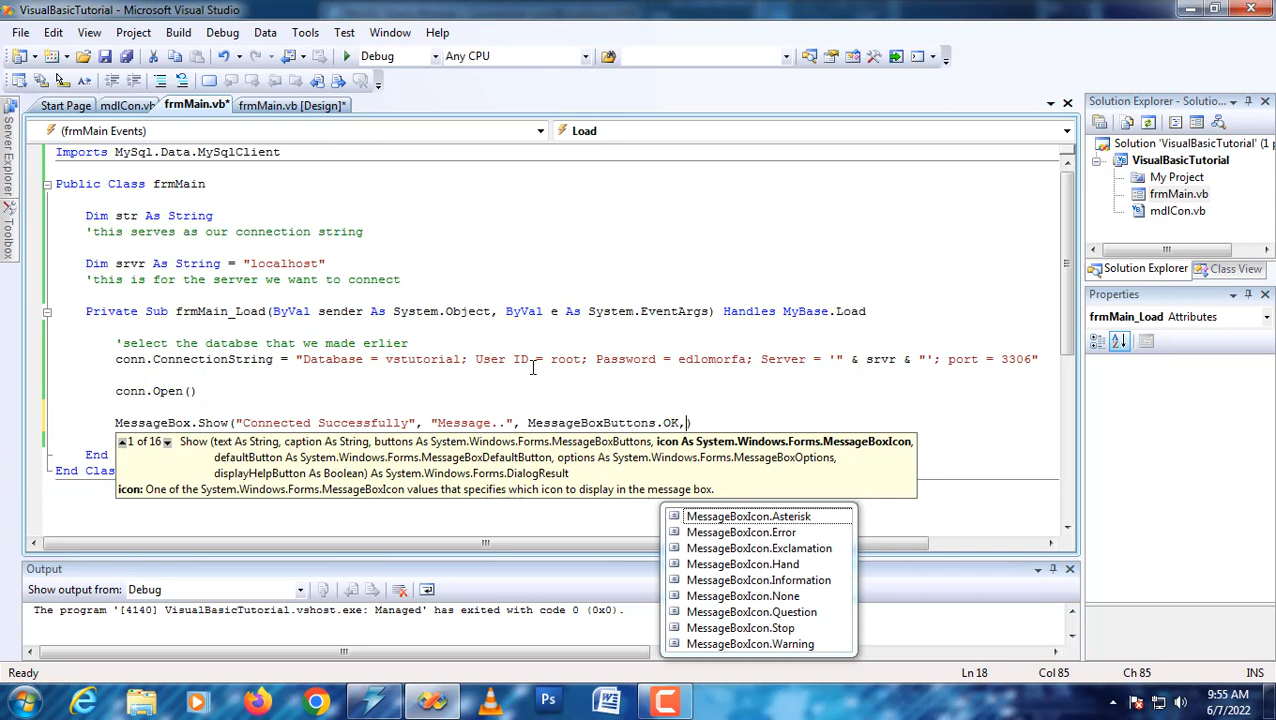 VisualBasicTutorial - Microsoft Visual Studio
File Edit View Project Build Debug Data Tools Test Window Help
Debug Any CPU
Start Page mdlCon.vb frmMain.vb* frmMain.vb [Design]*
(frmMain Events) Load
Imports MySql.Data.MySqlClient
Public Class frmMain
Dim str As String
'this serves as our connection string
Dim srvr As String = "localhost"
'this is for the server we want to connect
Private Sub frmMain_Load(ByVal sender As System.Object, ByVal e As System.EventArgs) Handles MyBase.Load
'select the databse that we made erlier
conn.ConnectionString = "Database = vstutorial; User ID = root; Password = edlomorfa; Server = '" & srvr & "'; port = 3306"
conn.Open()
MessageBox.Show("Connected Successfully", "Message..", MessageBoxButtons.OK,)
1 of 16 Show (text As String, caption As String, buttons As System.Windows.Forms.MessageBoxButtons, icon As System.Windows.Forms.MessageBoxIcon,
defaultButton As System.Windows.Forms.MessageBoxDefaultButton, options As System.Windows.Forms.MessageBoxOptions,
displayHelpButton As Boolean) As System.Windows.Forms.DialogResult
icon: One of the System.Windows.Forms.MessageBoxIcon values that specifies which icon to display in the message box.
End
End Class
MessageBoxIcon.Asterisk
MessageBoxIcon.Error
MessageBoxIcon.Exclamation
MessageBoxIcon.Hand
MessageBoxIcon.Information
MessageBoxIcon.None
MessageBoxIcon.Question
MessageBoxIcon.Stop
MessageBoxIcon.Warning
Server Explorer
Toolbox
Solution Explorer - Solutio...
Solution 'VisualBasicTutorial' (1 p
VisualBasicTutorial
My Project
frmMain.vb
mdlCon.vb
Solution Explorer Class View
Properties
frmMain_Load Attributes
Output
Show output from: Debug
The program '[4140] VisualBasicTutorial.vshost.exe: Managed' has exited with code 0 (0x0).
Ready Ln 18 Col 85 Ch 85 INS
Ps
9:55 AM
6/7/2022